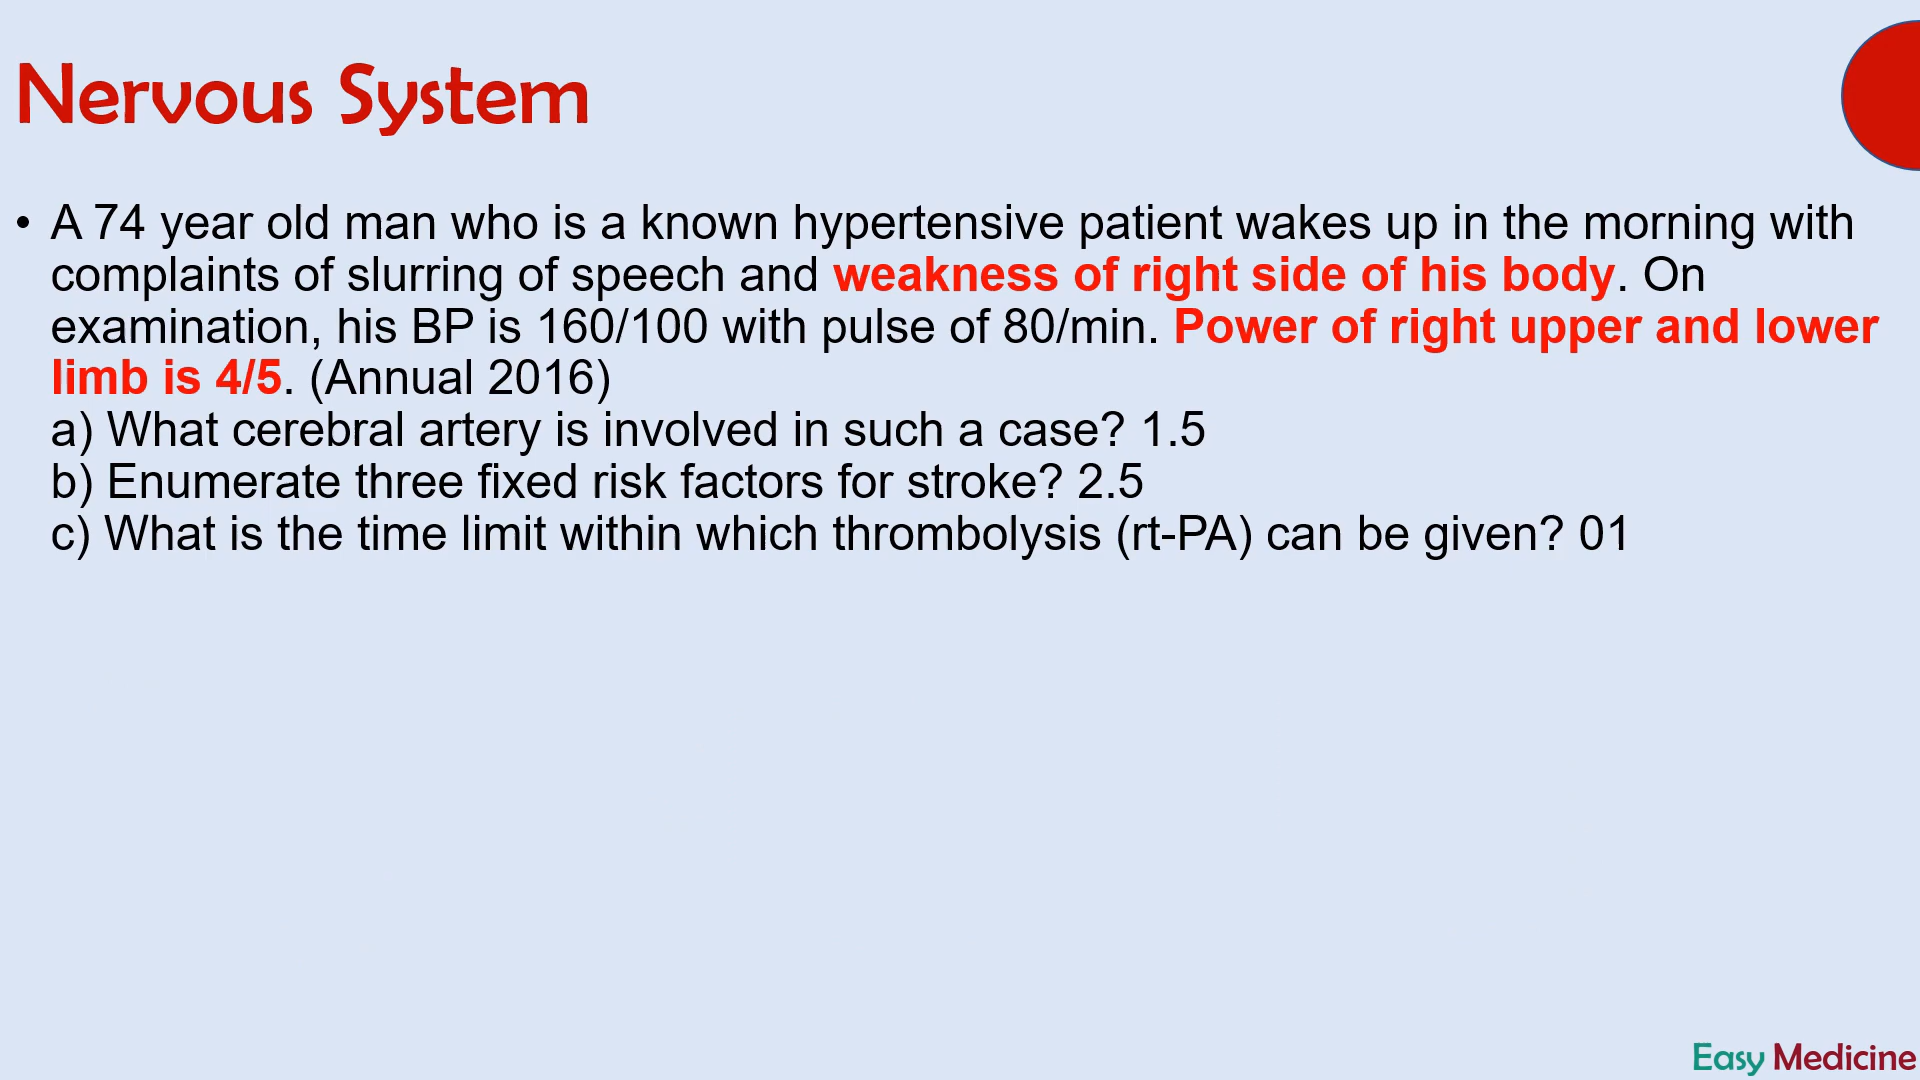 Nervous System
• A 74 year old man who is a known hypertensive patient wakes up in the morning with
complaints of slurring of speech and weakness of right side of his body. On
examination, his BP is 160/100 with pulse of 80/min. Power of right upper and lower
limb is 4/5. (Annual 2016)
a) What cerebral artery is involved in such a case? 1.5
b) Enumerate three fixed risk factors for stroke? 2.5
c) What is the time limit within which thrombolysis (rt-PA) can be given? 01
Easy Medicine